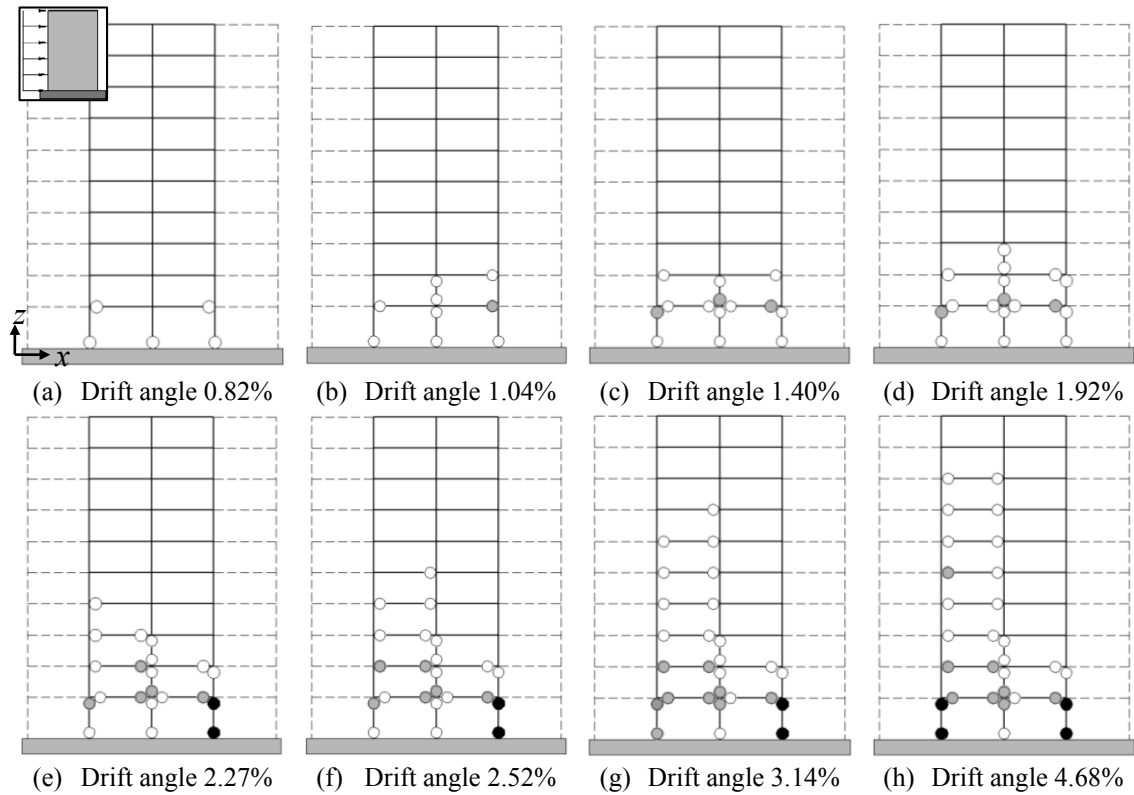 z
x
(a) Drift angle 0.82%
(b) Drift angle 1.04%
(c) Drift angle 1.40%
(d) Drift angle 1.92%
(e) Drift angle 2.27%
(f) Drift angle 2.52%
(g) Drift angle 3.14%
(h) Drift angle 4.68%